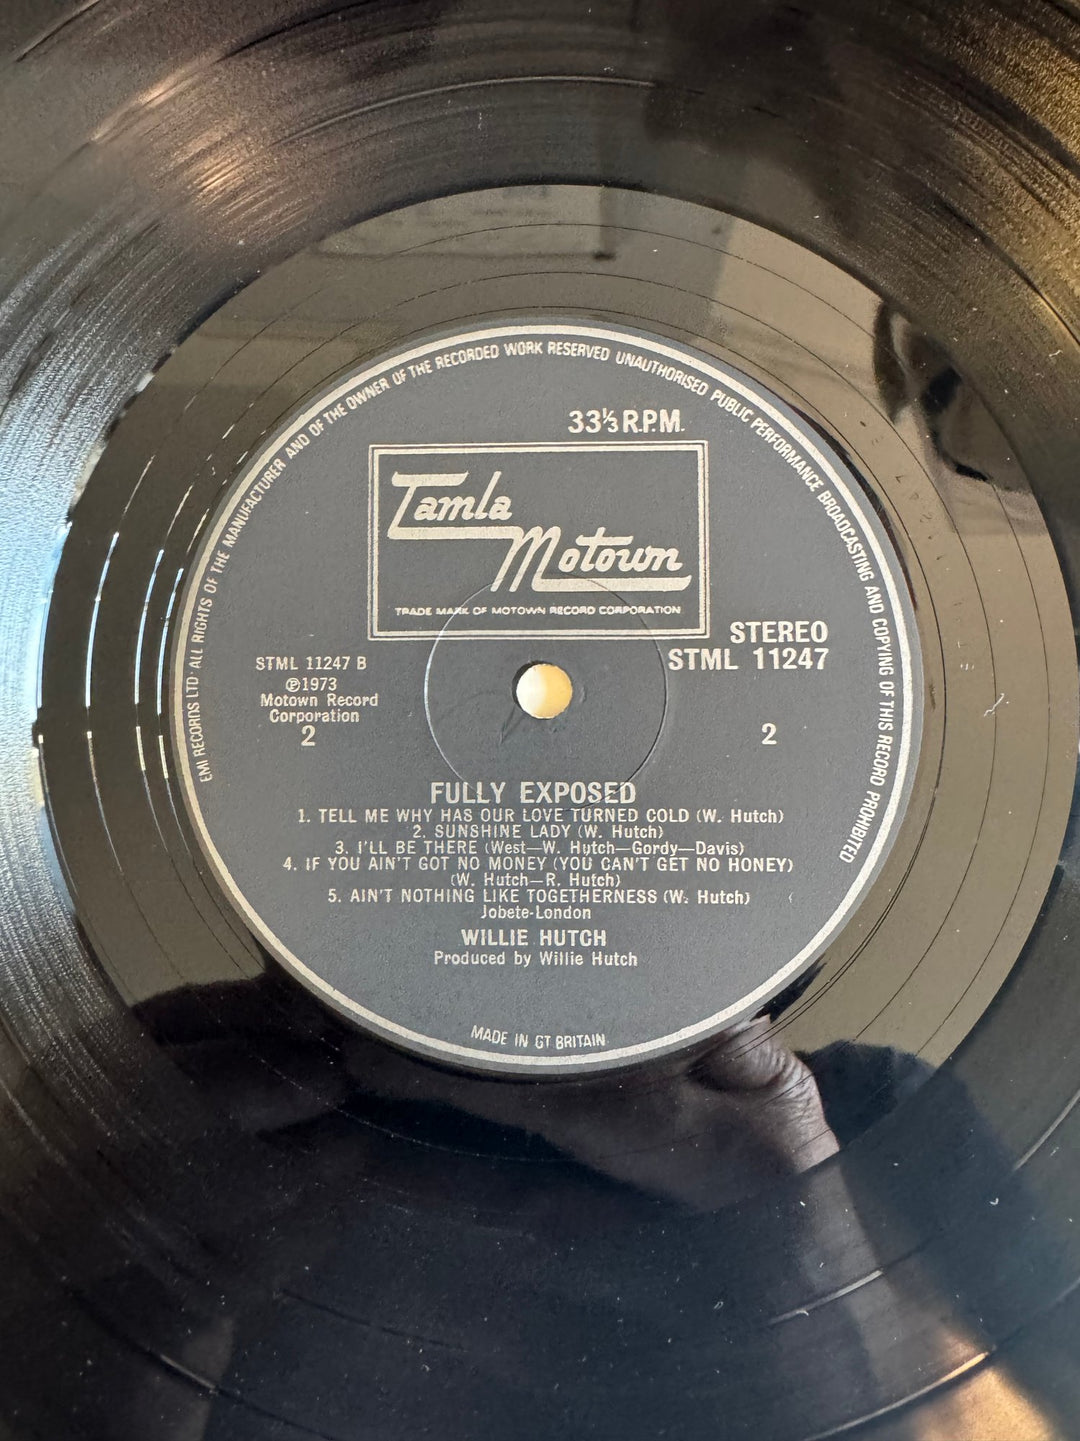 EMI RECORDS LTD · ALL RIGHTS OF THE MANUFACTURER AND OF THE OWNER OF THE RECORDED WORK RESERVED UNAUTHORISED PUBLIC PERFORMANCE BROADCASTING AND COPYING OF THIS RECORD PROHIBITED
33⅓ R.P.M.
Tamla
Motown
TRADE MARK OF MOTOWN RECORD CORPORATION
STEREO
STML 11247
STML 11247 B
℗1973
Motown Record
Corporation
2
2
FULLY EXPOSED
1. TELL ME WHY HAS OUR LOVE TURNED COLD (W. Hutch)
2. SUNSHINE LADY (W. Hutch)
3. I'LL BE THERE (West—W. Hutch—Gordy—Davis)
4. IF YOU AIN'T GOT NO MONEY (YOU CAN'T GET NO HONEY)
(W. Hutch—R. Hutch)
5. AIN'T NOTHING LIKE TOGETHERNESS (W. Hutch)
Jobete-London
WILLIE HUTCH
Produced by Willie Hutch
MADE IN GT BRITAIN